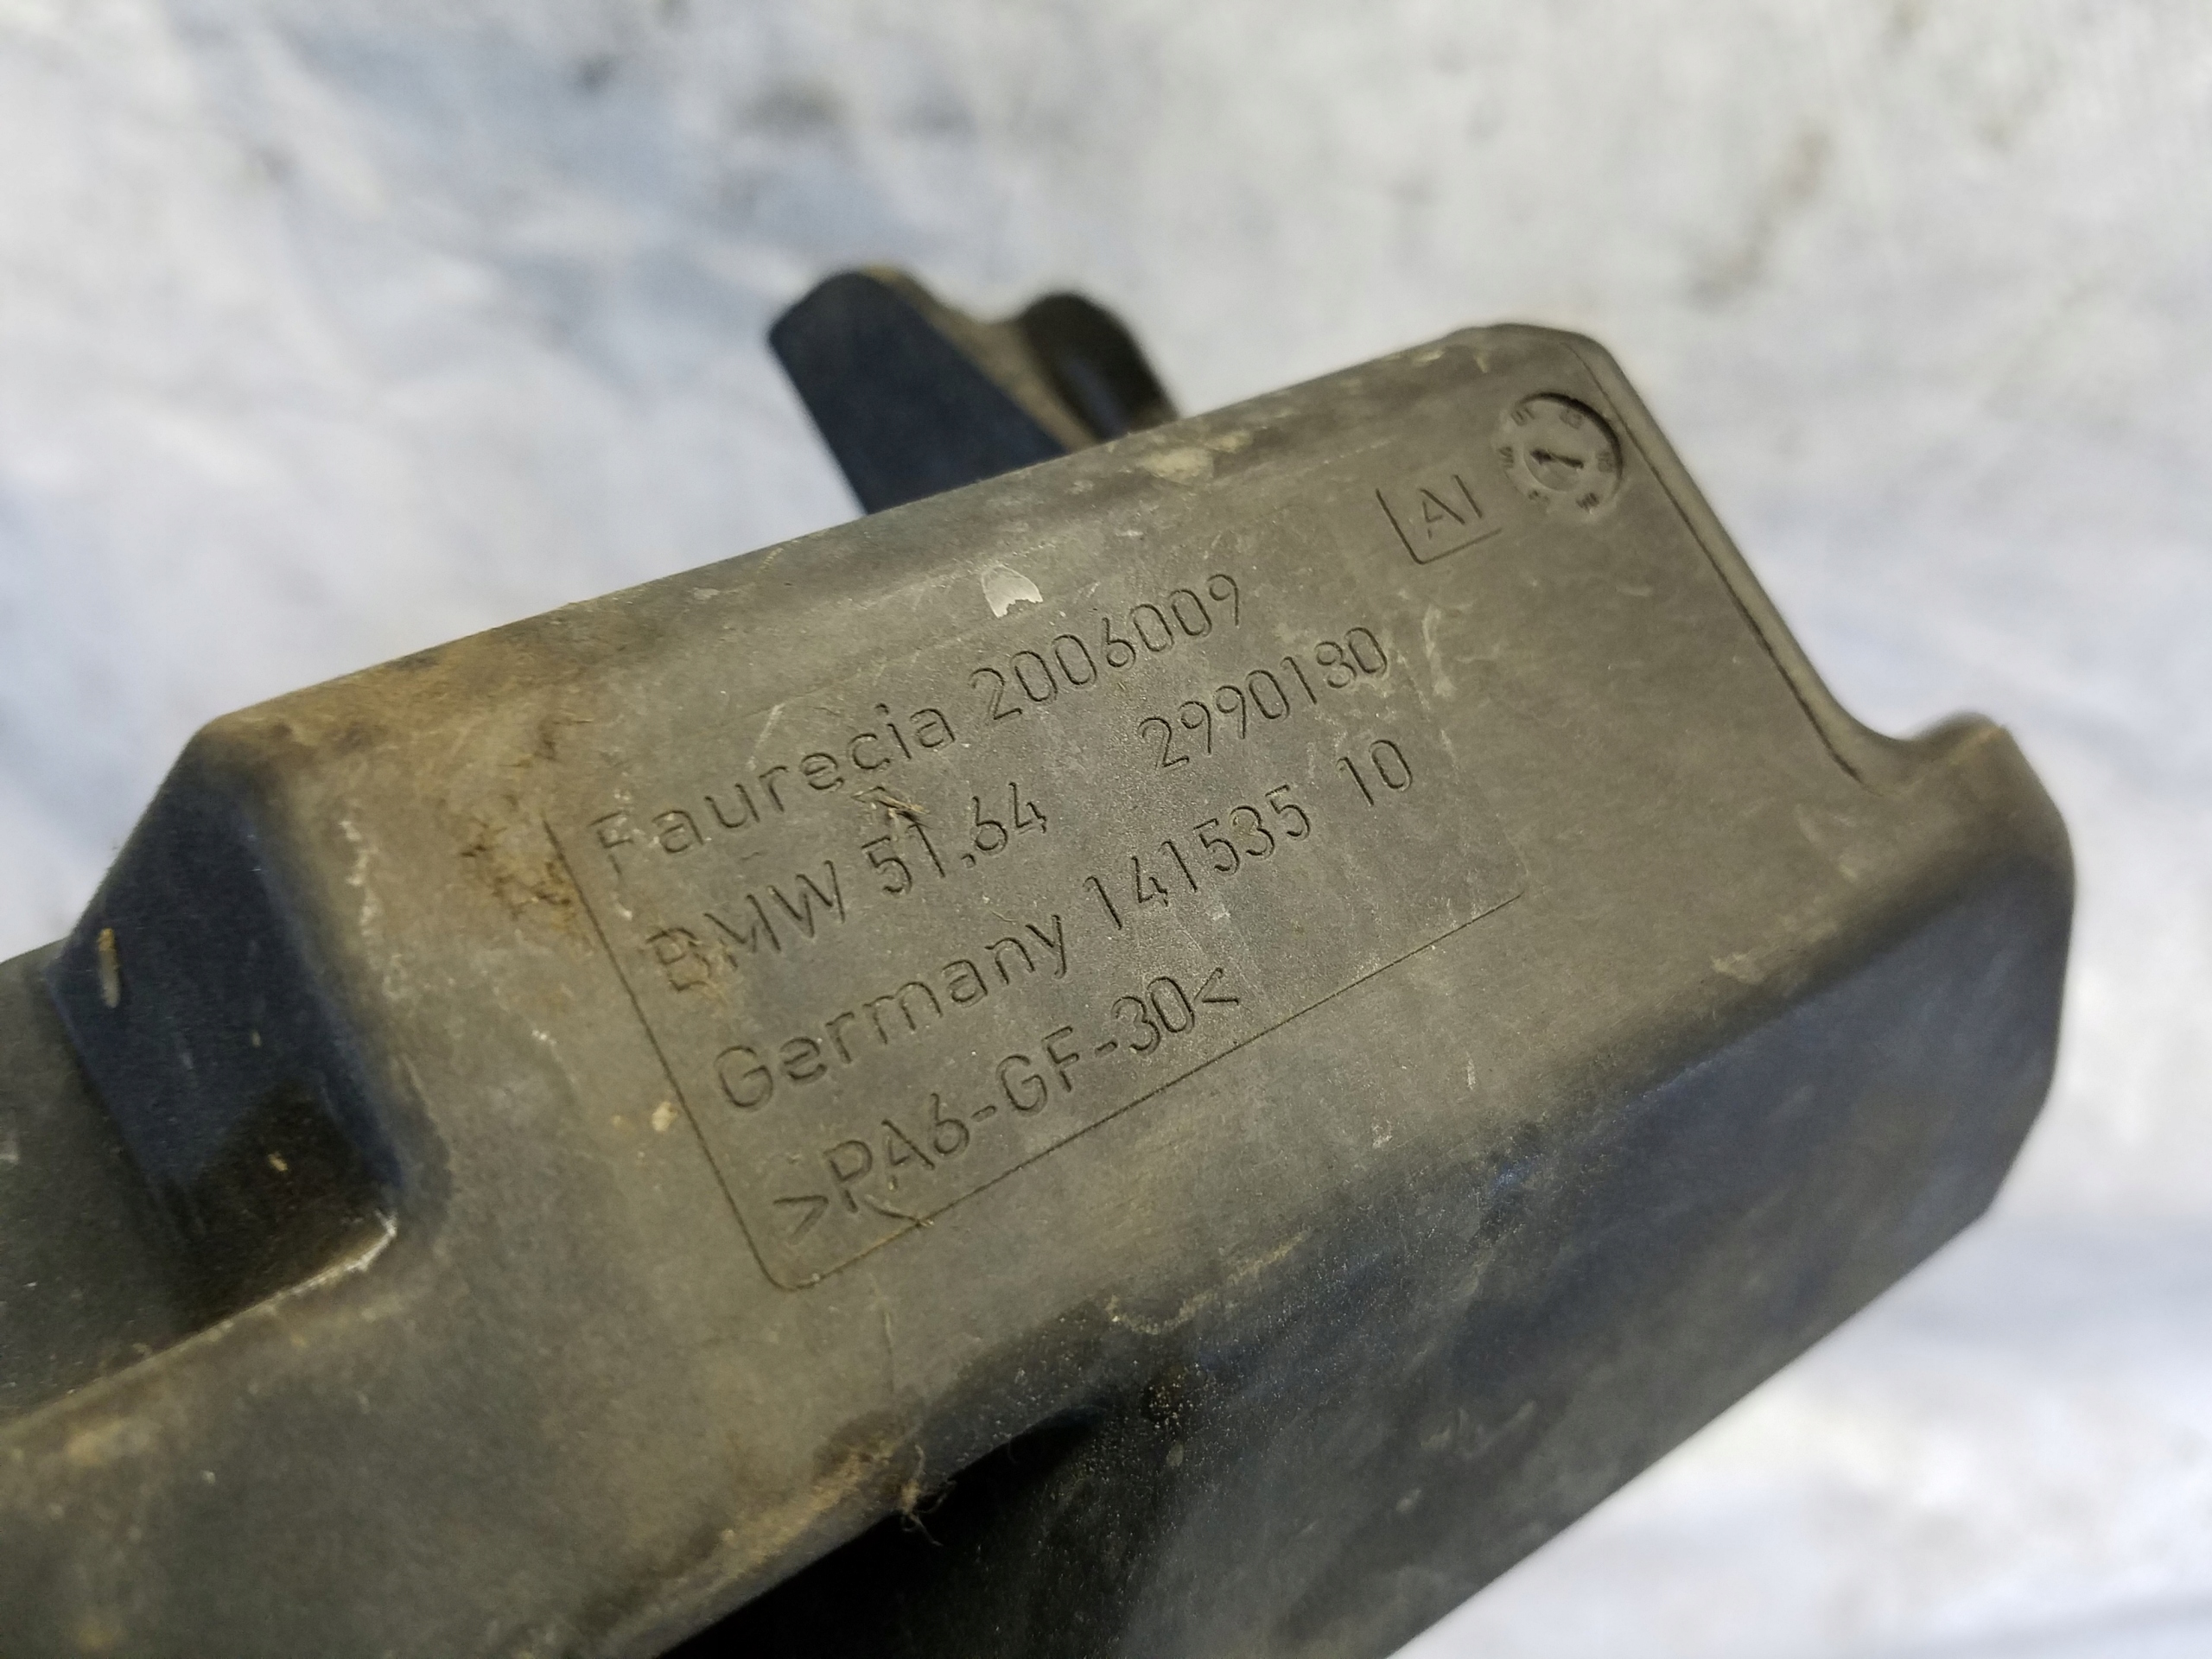 AI
Faurecia 2006009
BMW 51.64 2990180
Germany 141535 10
>PA6-GF-30<